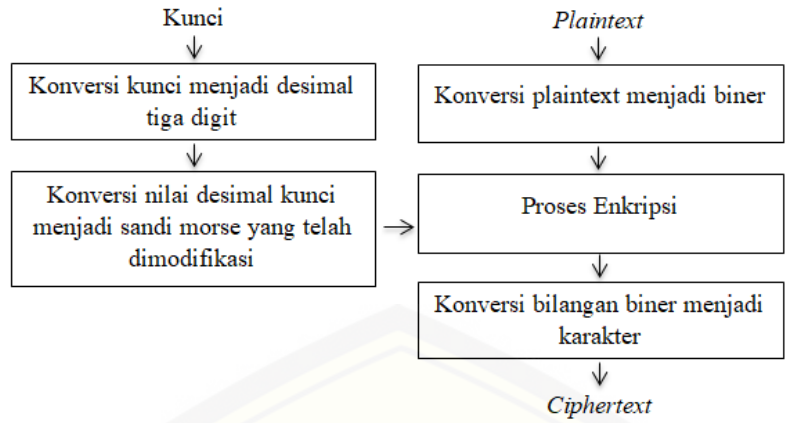 Kunci
Konversi kunci menjadi desimal
tiga digit
Konversi nilai desimal kunci
menjadi sandi morse yang telah
dimodifikasi
Plaintext
Konversi plaintext menjadi biner
Proses Enkripsi
Konversi bilangan biner menjadi
karakter
Ciphertext